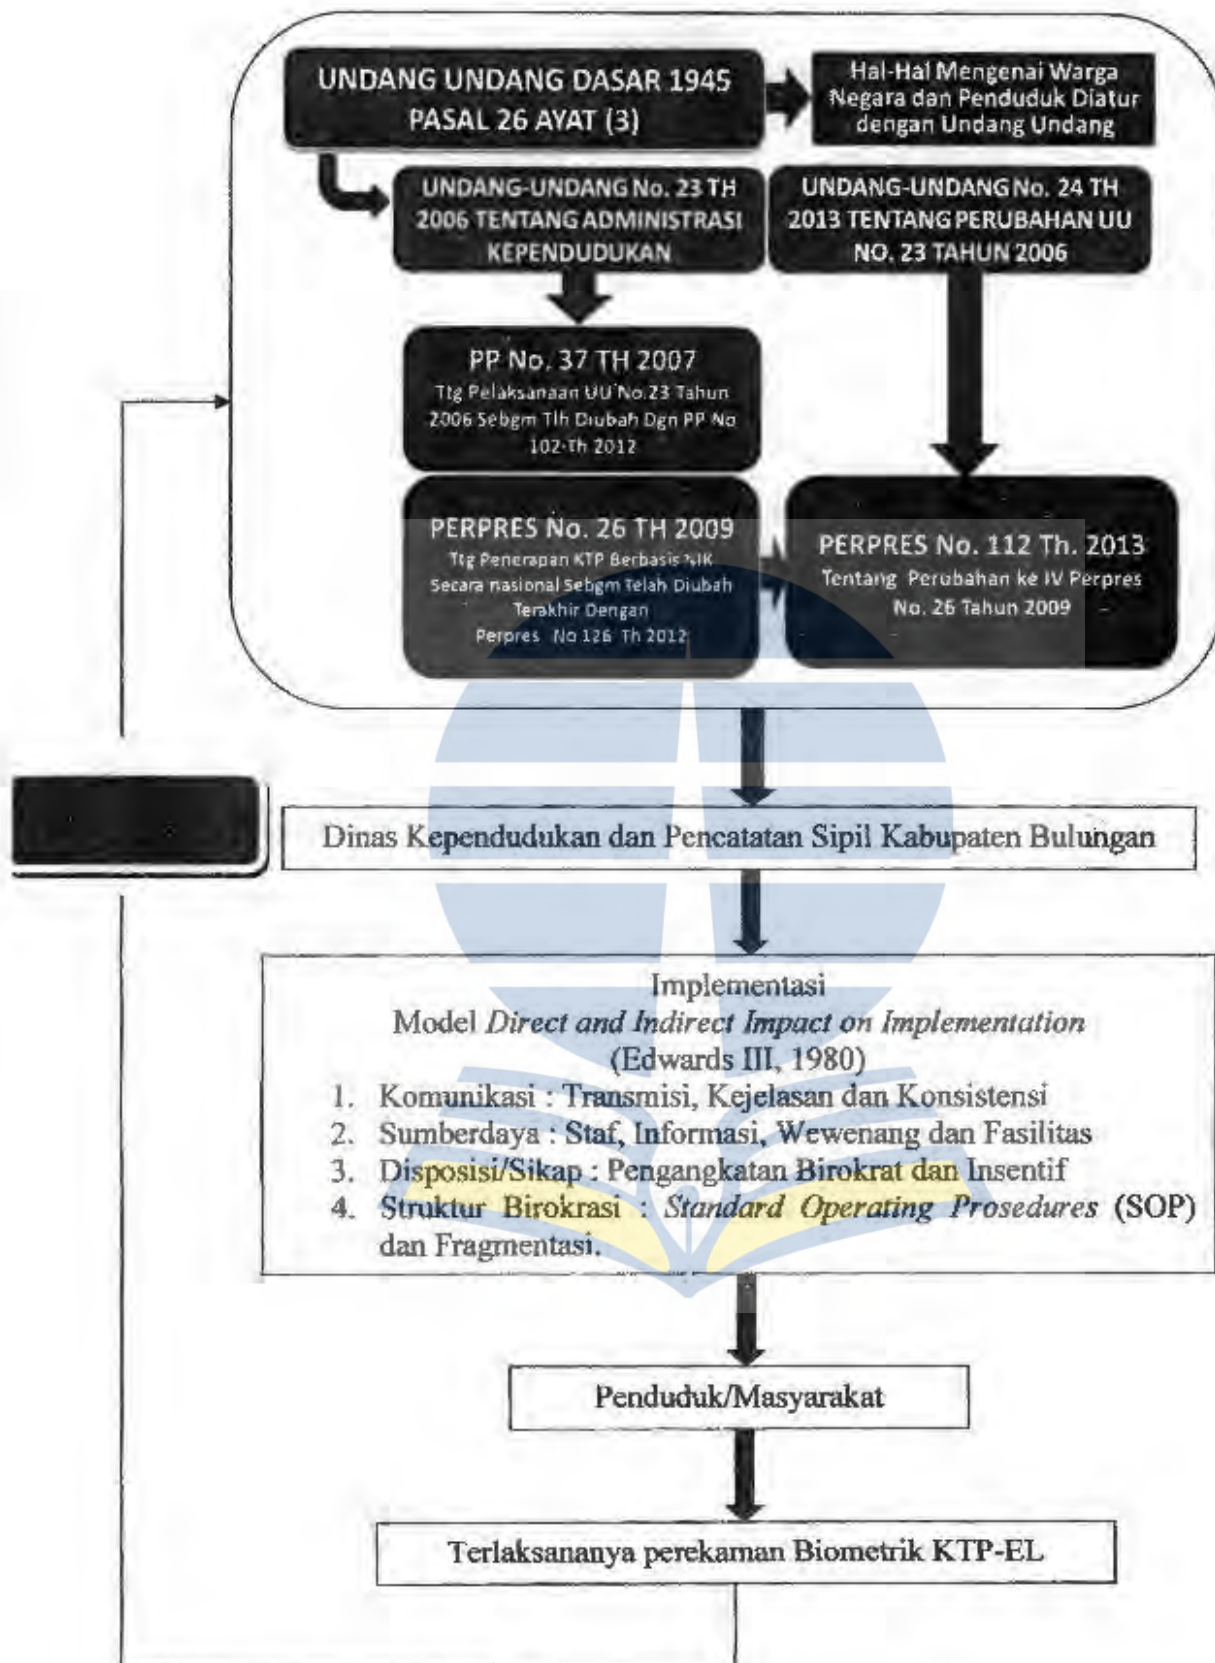 UNDANG UNDANG DASAR 1945
PASAL 26 AYAT (3)
Hal-Hal Mengenai Warga
Negara dan Penduduk Diatur
dengan Undang Undang
UNDANG-UNDANG No. 23 TH
2006 TENTANG ADMINISTRASI
KEPENDUDUKAN
UNDANG-UNDANG No. 24 TH
2013 TENTANG PERUBAHAN UU
NO. 23 TAHUN 2006
PP No. 37 TH 2007
Ttg Pelaksanaan UU No.23 Tahun
2006 Sebgm Tlh Diubah Dgn PP No
102-Th 2012
PERPRES No. 26 TH 2009
Ttg Penerapan KTP Berbasis NIK
Secara nasional Sebgm Telah Diubah
Terakhir Dengan
Perpres No 126 Th 2012
PERPRES No. 112 Th. 2013
Tentang Perubahan ke IV Perpres
No. 26 Tahun 2009
Dinas Kependudukan dan Pencatatan Sipil Kabupaten Bulungan
Implementasi
Model Direct and Indirect Impact on Implementation
(Edwards III, 1980)
1. Komunikasi : Transmisi, Kejelasan dan Konsistensi
2. Sumberdaya : Staf, Informasi, Wewenang dan Fasilitas
3. Disposisi/Sikap : Pengangkatan Birokrat dan Insentif
4. Struktur Birokrasi : Standard Operating Prosedures (SOP)
dan Fragmentasi.
Penduduk/Masyarakat
Terlaksananya perekaman Biometrik KTP-EL